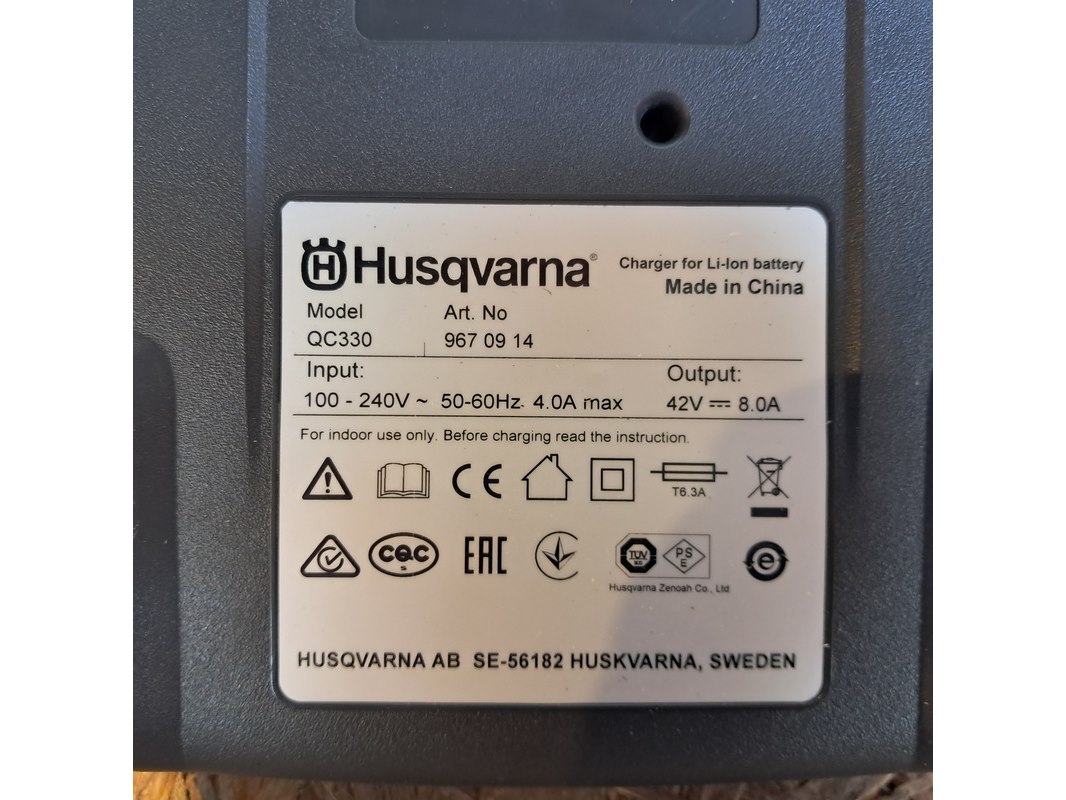 Husqvarna®
Charger for Li-Ion battery
Made in China
Model Art. No
QC330 967 09 14
Input: Output:
100 - 240V ~ 50-60Hz 4.0A max 42V ⎓ 8.0A
For indoor use only. Before charging read the instruction.
CE
T6.3A
CQC
S
EAC
TÜV
PS
E
Husqvarna Zenoah Co., Ltd
e
HUSQVARNA AB SE-56182 HUSKVARNA, SWEDEN